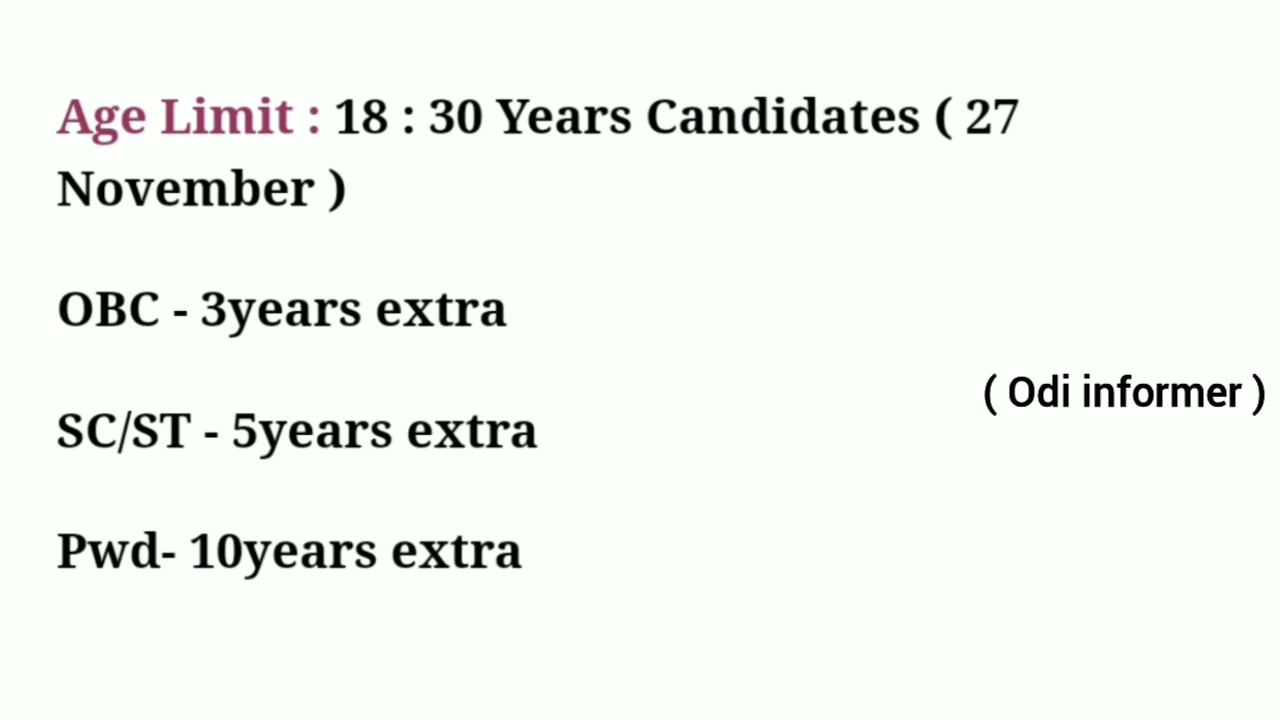 Age Limit : 18 : 30 Years Candidates ( 27
November )
OBC - 3years extra
( Odi informer )
SC/ST - 5years extra
Pwd- 10years extra